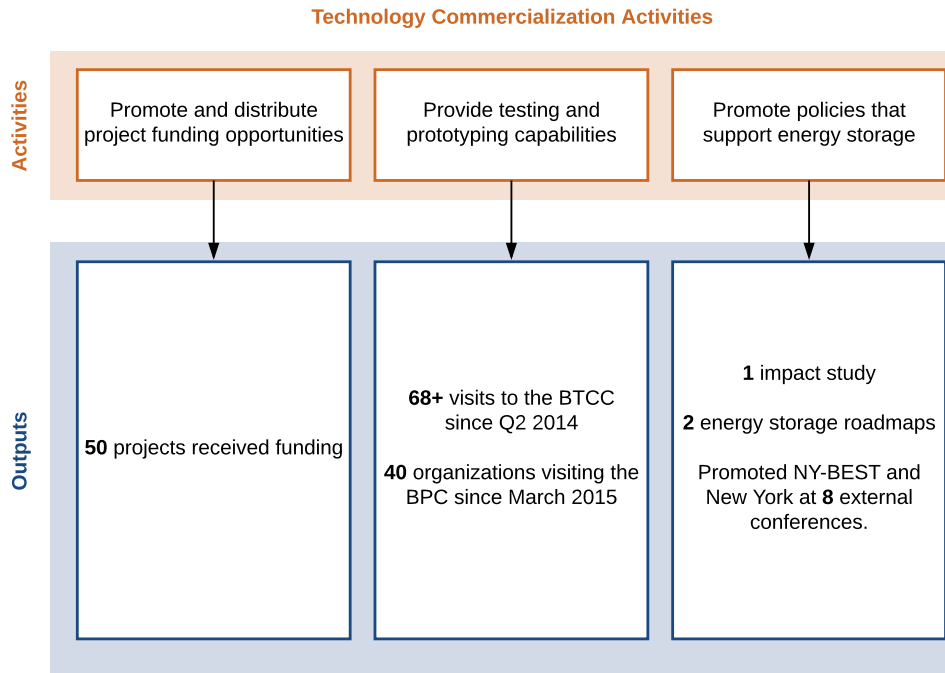 Technology Commercialization Activities
Activities
Promote and distribute
project funding opportunities
Provide testing and
prototyping capabilities
Promote policies that
support energy storage
Outputs
50 projects received funding
68+ visits to the BTCC
since Q2 2014
40 organizations visiting the
BPC since March 2015
1 impact study
2 energy storage roadmaps
Promoted NY-BEST and
New York at 8 external
conferences.